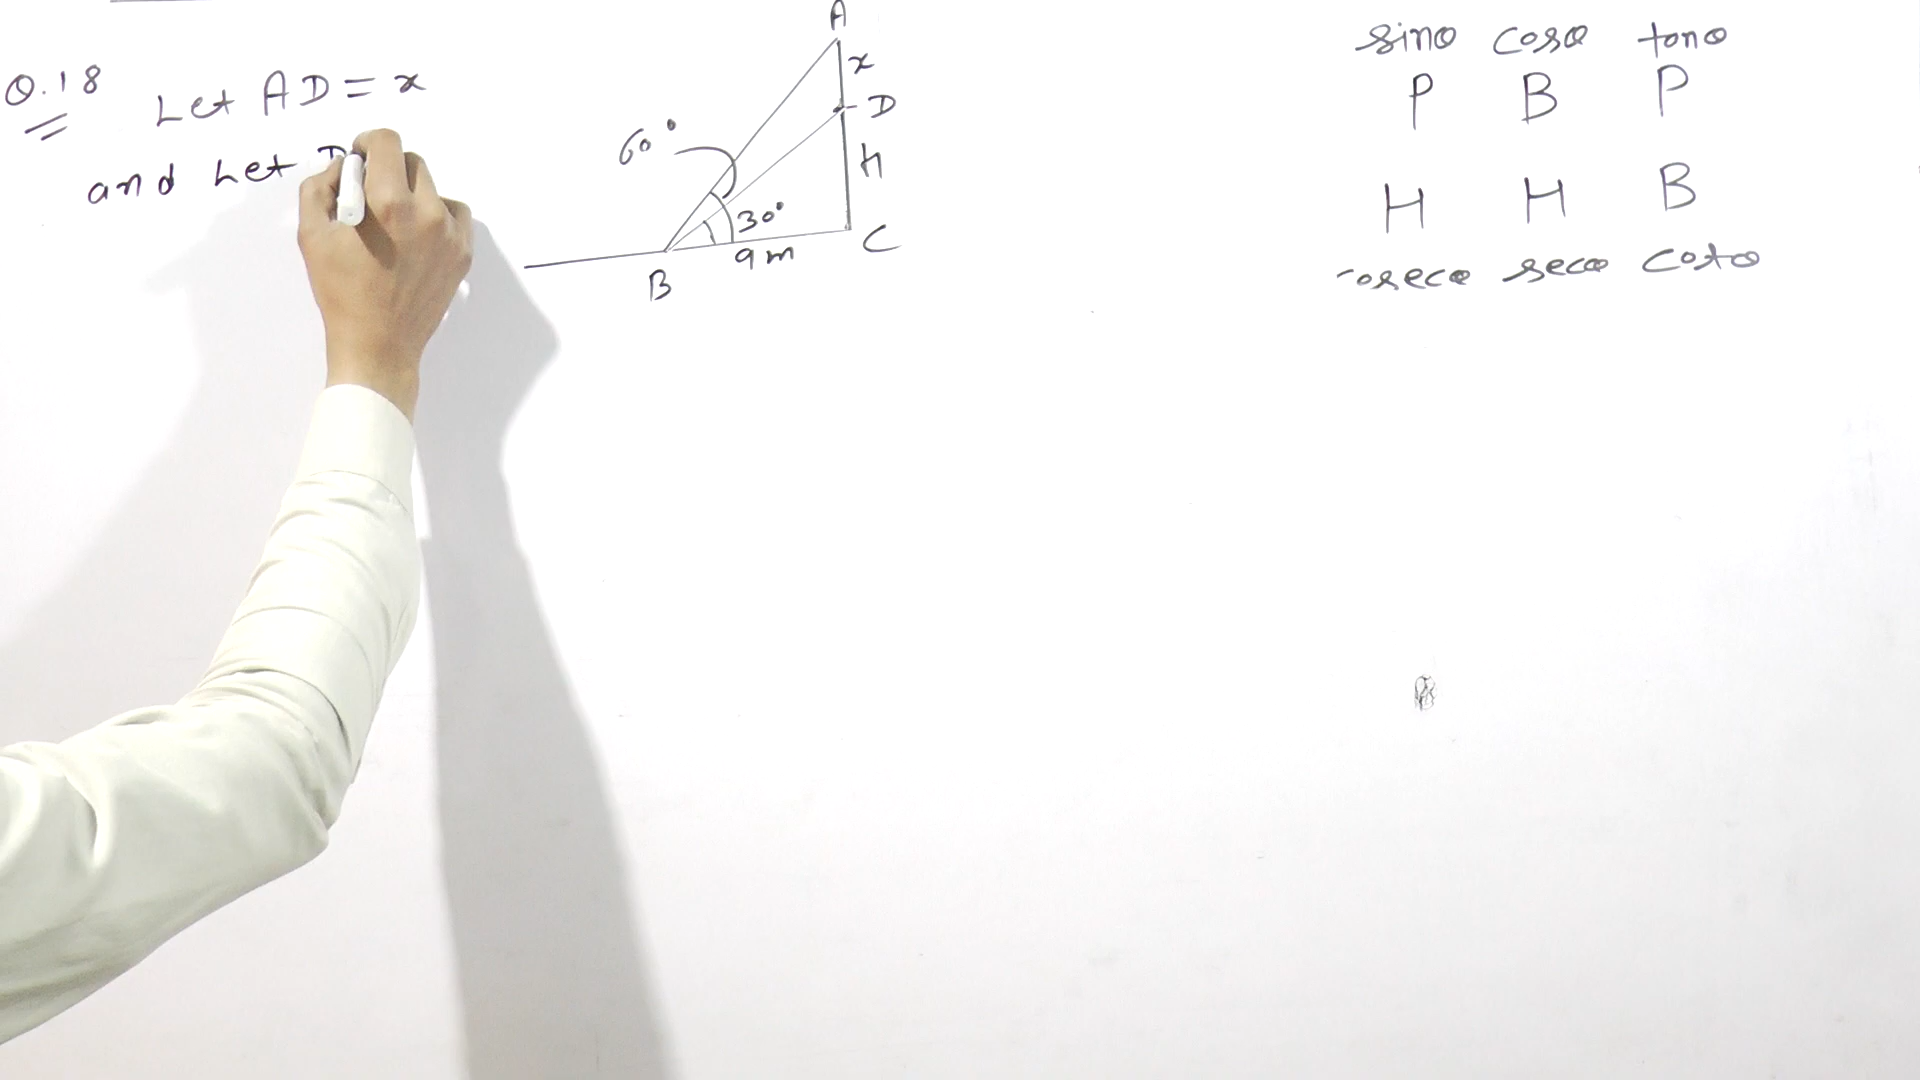 Q.18
Let AD = x
and Let
A
x
D
60°
H
30°
9m
C
B
sinθ cosθ tanθ
P B P
H H B
cosecθ secθ cotθ